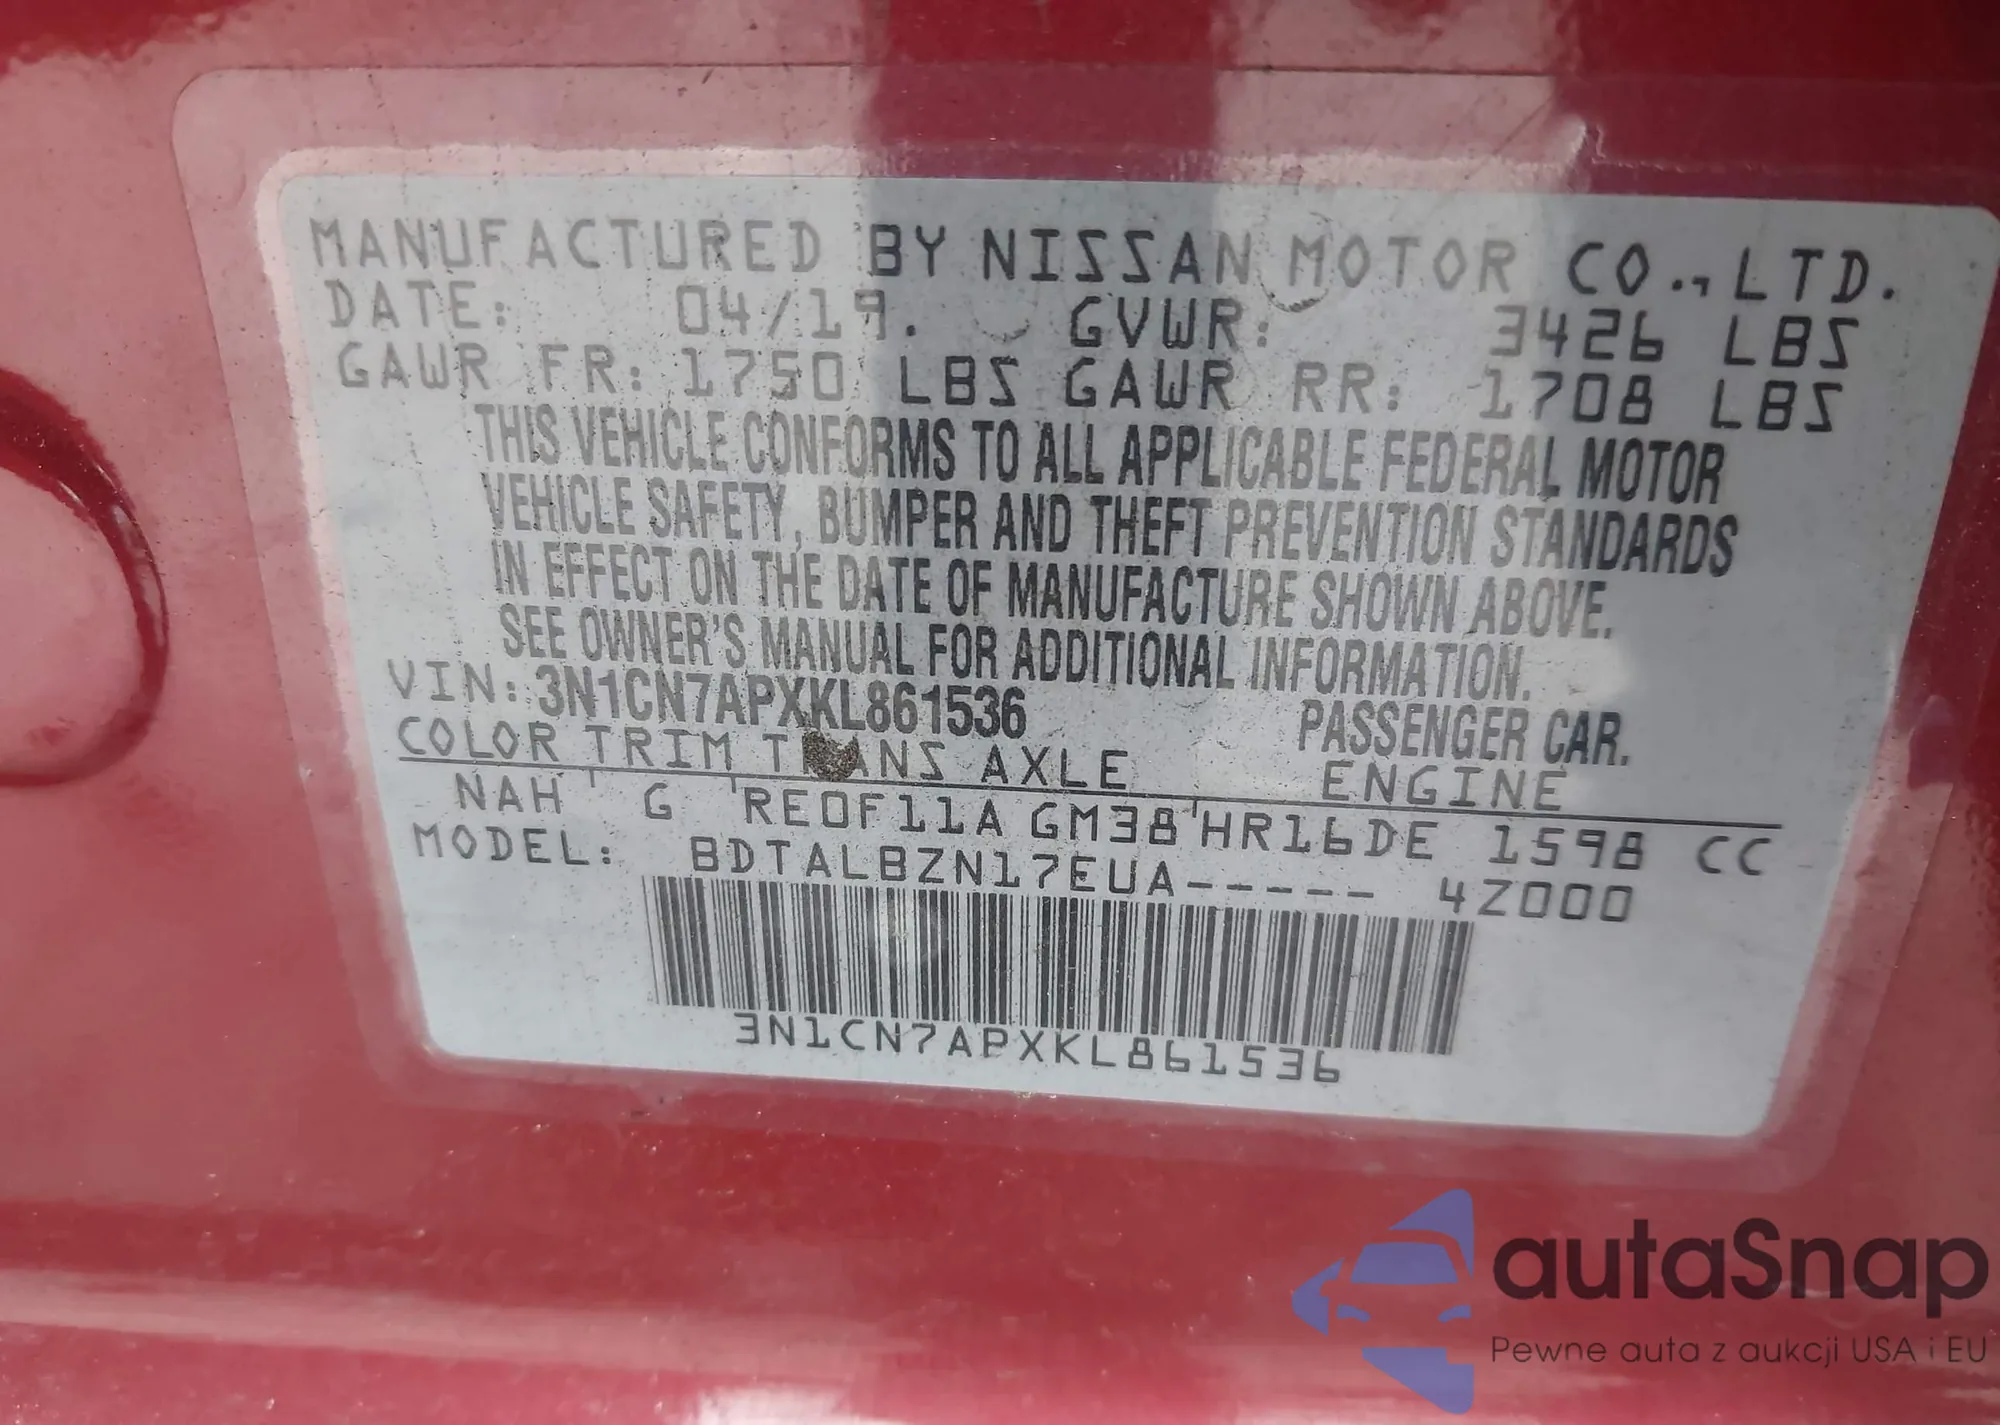 MANUFACTURED BY NISSAN MOTOR CO.,LTD.
DATE: 04/19. GVWR: 3426 LBS
GAWR FR: 1750 LBS GAWR RR: 1708 LBS
THIS VEHICLE CONFORMS TO ALL APPLICABLE FEDERAL MOTOR
VEHICLE SAFETY, BUMPER AND THEFT PREVENTION STANDARDS
IN EFFECT ON THE DATE OF MANUFACTURE SHOWN ABOVE.
SEE OWNER'S MANUAL FOR ADDITIONAL INFORMATION.
VIN: 3N1CN7APXKL861536 PASSENGER CAR.
COLOR TRIM TRANS AXLE ENGINE
NAH ' G 'RE0F11A GM38'HR16DE 1598 CC
MODEL: BDTALBZN17EUA----- 4Z000
3N1CN7APXKL861536
autaSnap
Pewne auta z aukcji USA i EU